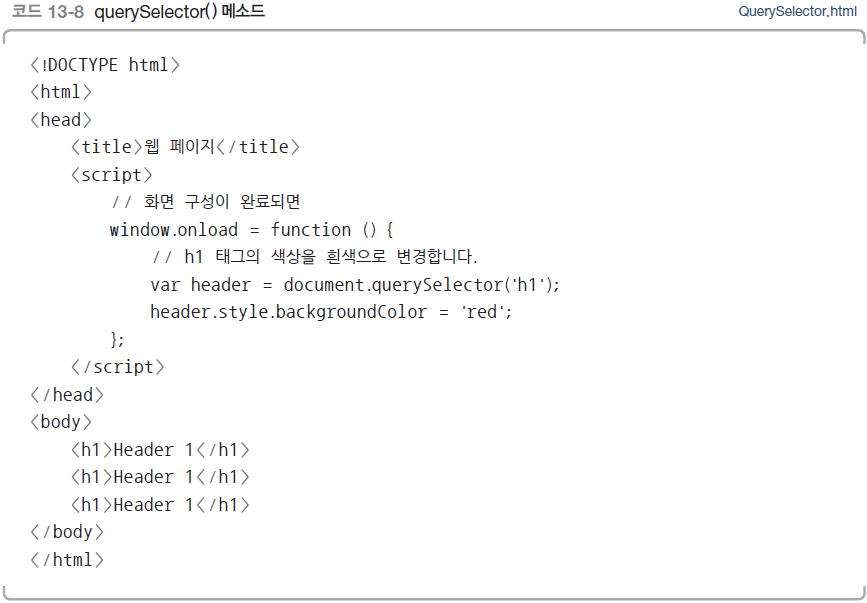 코드 13-8 querySelector() 메소드 QuerySelector.html
<!DOCTYPE html>
<html>
<head>
    <title>웹 페이지</title>
    <script>
        // 화면 구성이 완료되면
        window.onload = function () {
            // h1 태그의 색상을 흰색으로 변경합니다.
            var header = document.querySelector('h1');
            header.style.backgroundColor = 'red';
        };
    </script>
</head>
<body>
    <h1>Header 1</h1>
    <h1>Header 1</h1>
    <h1>Header 1</h1>
</body>
</html>